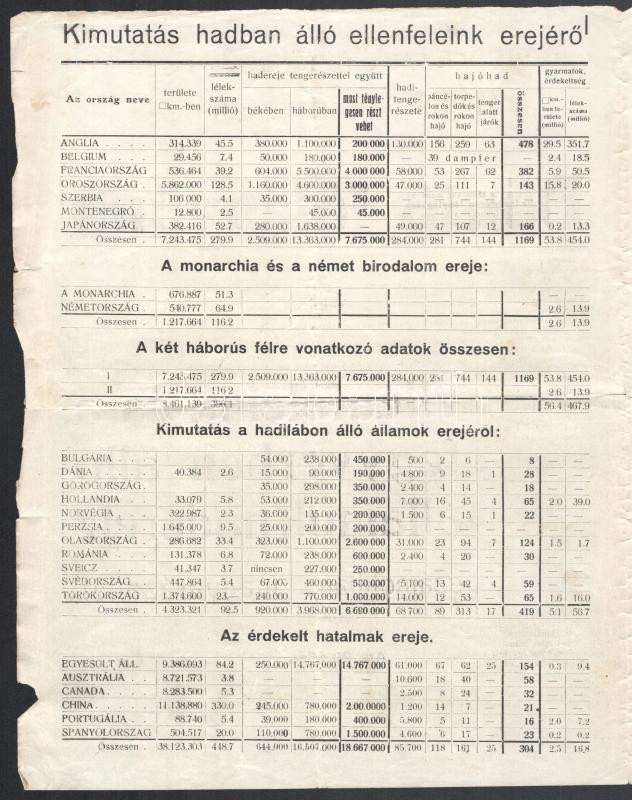 Kimutatás hadban álló ellenfeleink erejéről
Az ország neve | területe □km.-ben | lélekszáma (millió) | hadereje tengerészettel együtt | haditengerészete | hajóhad | gyarmatok, érdekeltség
békében | háborúban | most ténylegesen részt vehet | páncélos és rokon hajó | torpedók és rokon hajó | tenger alatt járók | összesen | □km.-ben területe (millió) | lélekszáma (millió)
ANGLIA . . . . 314.339 45.5 380.000 1.100.000 200 000 130.000 156 259 63 478 29.5 351.7
BELGIUM . . . 29.456 7.4 50.000 180.000 180.000 — 39 dampfer — 2.4 18.5
FRANCIAORSZÁG 536.464 39.2 604.000 5.500.000 4 000 000 58.000 53 267 62 382 5.9 50.5
OROSZORSZÁG . 5.862.000 128.5 1.160.000 4.600.000 3.000.000 47.000 25 111 7 143 15.8 20.0
SZERBIA . . . 106 000 4.1 35.000 300.000 250.000 — — — — — — —
MONTENEGRÓ . 12.800 2.5 — 45.000 45.000 — — — — — — —
JAPÁNORSZÁG . 382.416 52.7 280.000 1.638.000 — 49.000 47 107 12 166 0.2 13.3
Összesen . 7.243.475 279.9 2.509.000 13.363.000 7.675 000 284.000 281 744 144 1169 53.8 454.0
A monarchia és a német birodalom ereje:
A MONARCHIA . 676.887 51.3 — —
NÉMETORSZÁG . 540.777 64.9 2.6 13.9
Összesen . 1.217.664 116.2 2.6 13.9
A két háborús félre vonatkozó adatok összesen:
I 7.243.475 279.9 2.509.000 13.363.000 7.675.000 284.000 281 744 144 1169 53.8 454.0
II 1.217.664 116.2 2.6 13.9
Összesen . 8.461.139 396.1 56.4 467.9
Kimutatás a hadilábon álló államok erejéről:
BULGÁRIA . . . 54.000 238.000 450.000 500 2 6 8 — —
DÁNIA . . . . 40.384 2.6 15.000 90.000 190.000 4.800 9 18 1 28 — —
GÖRÖGORSZÁG . 35.000 298.000 350.000 2.400 4 14 — 18 — —
HOLLANDIA . . 33.079 5.8 53.000 212.000 350.000 7.000 16 45 4 65 2.0 39.0
NORVÉGIA . . 322.987 2.3 36.000 135.000 200.000 1.500 6 15 1 22 — —
PERZSIA . . . 1 645.000 9.5 25.000 200.000 200.000 — — — — —
OLASZORSZÁG . 286.682 33.4 323.000 1.100.000 2.600.000 31.000 23 94 7 124 1.5 1.7
ROMÁNIA . . 131.378 6.8 72.000 238.000 600.000 2.400 4 26 — 30 — —
SVEICZ . . . 41.347 3.7 nincsen 227.000 250.000 — — — — — —
SVÉDORSZÁG . 447.864 5.4 67.000 460.000 500.000 5.100 13 42 4 59 — —
TÖRÖKORSZÁG . 1.374.600 23.— 240.000 770.000 1.000.000 14.000 12 53 65 1.6 16.0
Összesen . 4.323.321 92.5 920.000 3.968.000 6.690 000 68 700 89 313 17 419 5.1 56.7
Az érdekelt hatalmak ereje.
EGYESÜLT ÁLL. 9.386.093 84.2 250.000 14.767.000 14.767 000 61.000 67 62 25 154 0.3 9.4
AUSZTRÁLIA . . 8.721.573 3.8 — — — 10.600 18 40 — 58 — —
CANADA . . . 8.283.500 5.3 — — — 2.500 8 24 — 32 — —
CHINA . . . . 11.138.880 330.0 245.000 780.000 2.00.0000 1.200 14 7 — 21 — —
PORTUGÁLIA . . 88.740 5.4 39.000 180.000 400.000 5.800 5 11 — 16 2.0 7.2
SPANYOLORSZÁG 504.517 20.0 110.000 780.000 1.500.000 4.600 6 17 — 23 0.2 0.2
Összesen . 38.123.303 448.7 644.000 16.507.000 18.667 000 85.700 118 161 25 304 2.5 16.8